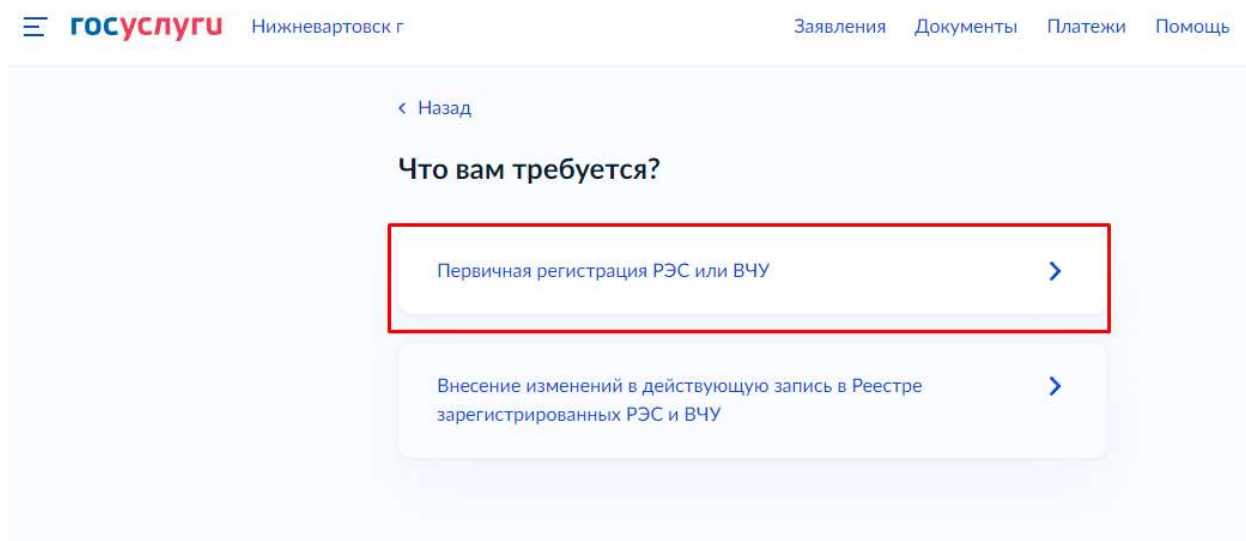 госуслуги Нижневартовск г Заявления Документы Платежи Помощь
Назад
Что вам требуется?
Первичная регистрация РЭС или ВЧУ
Внесение изменений в действующую запись в Реестре
зарегистрированных РЭС и ВЧУ